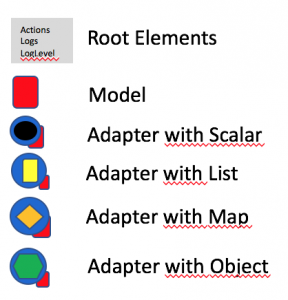 Actions
Logs
LogLevel
Root Elements
Model
Adapter with Scalar
Adapter with List
Adapter with Map
Adapter with Object